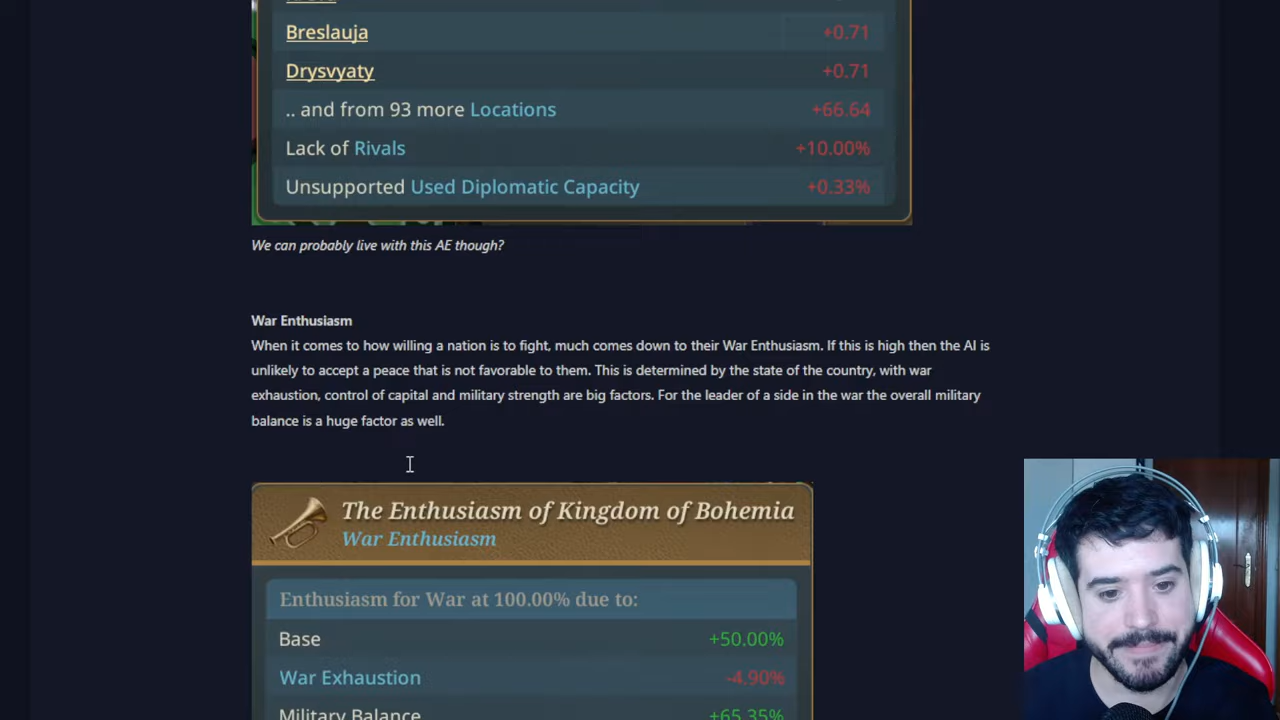 Breslauja +0.71
Drysvyaty +0.71
.. and from 93 more Locations +66.64
Lack of Rivals +10.00%
Unsupported Used Diplomatic Capacity +0.33%
We can probably live with this AE though?
War Enthusiasm
When it comes to how willing a nation is to fight, much comes down to their War Enthusiasm. If this is high then the AI is
unlikely to accept a peace that is not favorable to them. This is determined by the state of the country, with war
exhaustion, control of capital and military strength are big factors. For the leader of a side in the war the overall military
balance is a huge factor as well.
The Enthusiasm of Kingdom of Bohemia
War Enthusiasm
Enthusiasm for War at 100.00% due to:
Base +50.00%
War Exhaustion -4.90%
Military Balance +65.35%